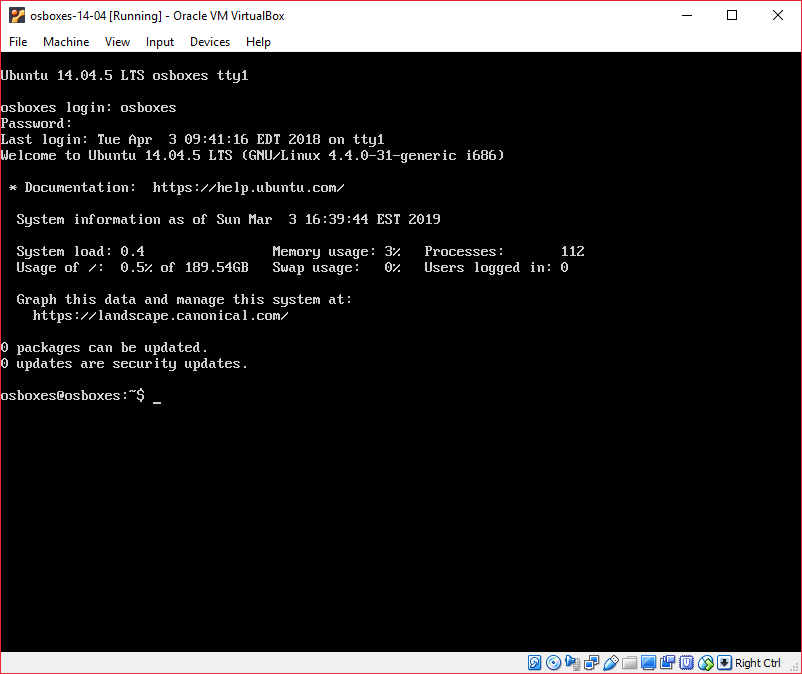 osboxes-14-04 [Running] - Oracle VM VirtualBox
File Machine View Input Devices Help
Ubuntu 14.04.5 LTS osboxes tty1
osboxes login: osboxes
Password:
Last login: Tue Apr  3 09:41:16 EDT 2018 on tty1
Welcome to Ubuntu 14.04.5 LTS (GNU/Linux 4.4.0-31-generic i686)
* Documentation:  https://help.ubuntu.com/
System information as of Sun Mar  3 16:39:44 EST 2019
System load: 0.4                Memory usage: 3%   Processes:       112
Usage of /:  0.5% of 189.54GB   Swap usage:   0%   Users logged in: 0
Graph this data and manage this system at:
https://landscape.canonical.com/
0 packages can be updated.
0 updates are security updates.
osboxes@osboxes:~$ _
Right Ctrl